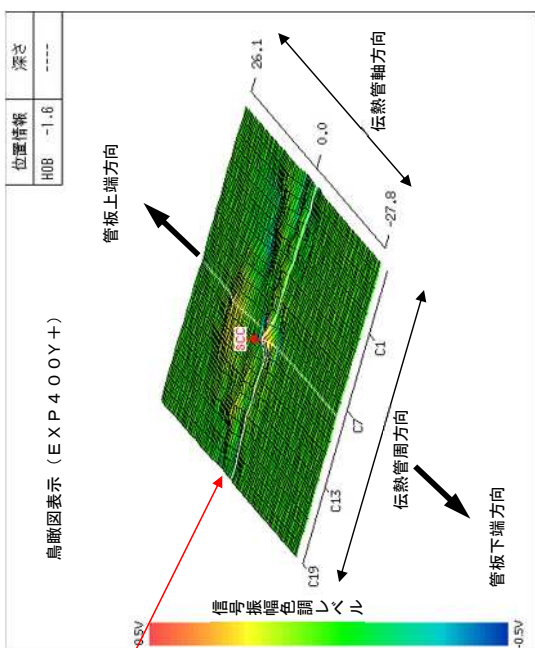 位置情報 深さ
HOB -1.6 ----
鳥瞰図表示（EXP400Y+）
管板上端方向
26.1
伝熱管軸方向
0.0
-27.8
SCC
C1
C7
C13
C19
伝熱管周方向
管板下端方向
信号振幅色調レベル
0.5V
-0.5V